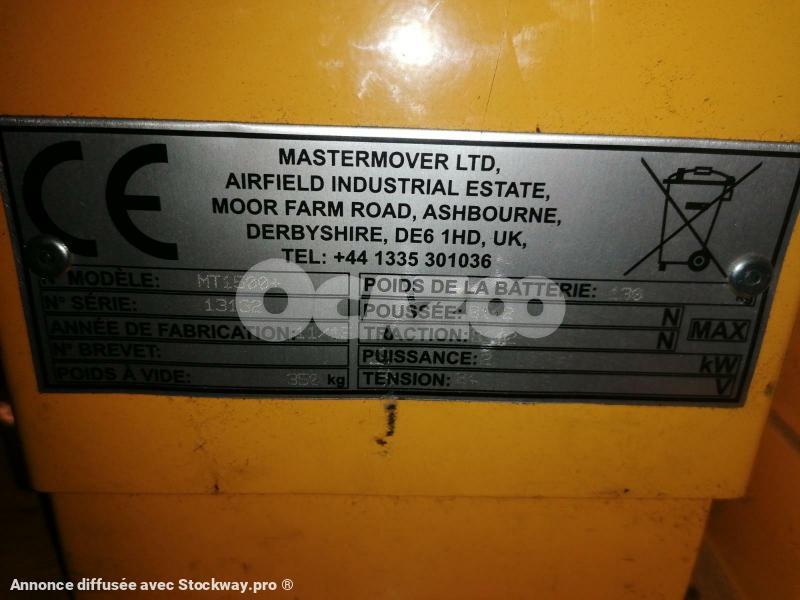 CE
MASTERMOVER LTD,
AIRFIELD INDUSTRIAL ESTATE,
MOOR FARM ROAD, ASHBOURNE,
DERBYSHIRE, DE6 1HD, UK,
TEL: +44 1335 301036
N° MODÈLE: MT1500+
N° SÉRIE:
ANNÉE DE FABRICATION:
N° BREVET:
POIDS À VIDE: 350 kg
POIDS DE LA BATTERIE: kg
POUSSÉE: N
TRACTION: N
MAX
PUISSANCE: kW
TENSION: V
Annonce diffusée avec Stockway.pro ®